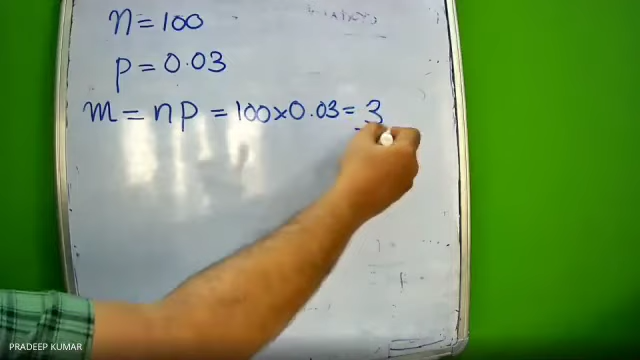 n = 100
p = 0.03
m = np = 100 × 0.03 = 3
PRADEEP KUMAR